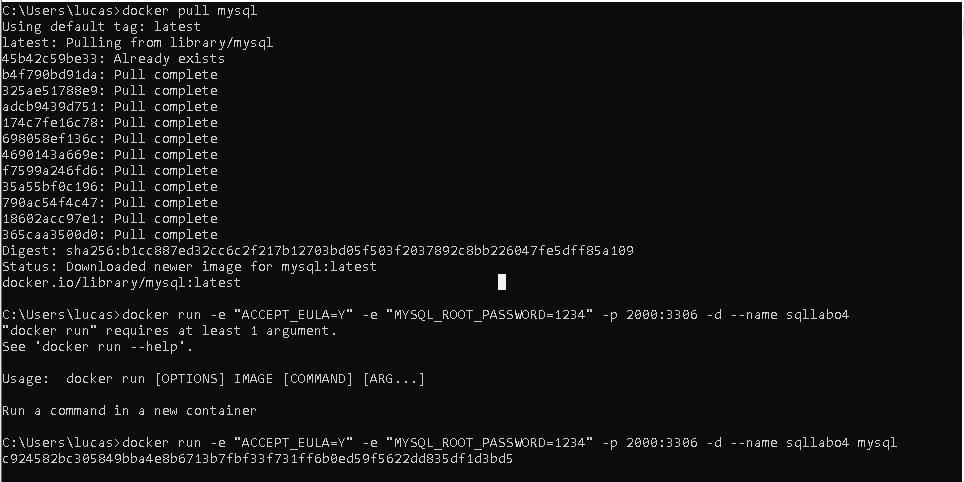 C:\Users\lucas>docker pull mysql
Using default tag: latest
latest: Pulling from library/mysql
45b42c59be33: Already exists
b4f790bd91da: Pull complete
325ae51788e9: Pull complete
adcb9439d751: Pull complete
174c7fe16c78: Pull complete
698058ef136c: Pull complete
4690143a669e: Pull complete
f7599a246fd6: Pull complete
35a55bf0c196: Pull complete
790ac54f4c47: Pull complete
18602acc97e1: Pull complete
365caa3500d0: Pull complete
Digest: sha256:b1cc887ed32cc6c2f217b12703bd05f503f2037892c8bb226047fe5dff85a109
Status: Downloaded newer image for mysql:latest
docker.io/library/mysql:latest
C:\Users\lucas>docker run -e "ACCEPT_EULA=Y" -e "MYSQL_ROOT_PASSWORD=1234" -p 2000:3306 -d --name sqllabo4
"docker run" requires at least 1 argument.
See 'docker run --help'.
Usage:  docker run [OPTIONS] IMAGE [COMMAND] [ARG...]
Run a command in a new container
C:\Users\lucas>docker run -e "ACCEPT_EULA=Y" -e "MYSQL_ROOT_PASSWORD=1234" -p 2000:3306 -d --name sqllabo4 mysql
c924582bc305849bba4e8b6713b7fbf33f731ff6b0ed59f5622dd835df1d3bd5